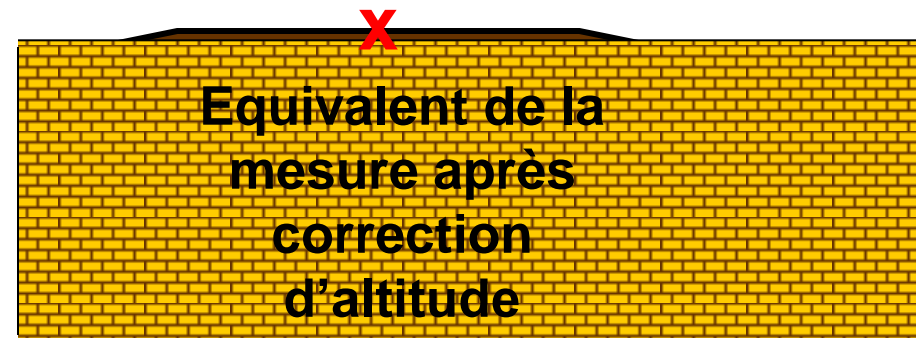 X
Equivalent de la
mesure après
correction
d’altitude